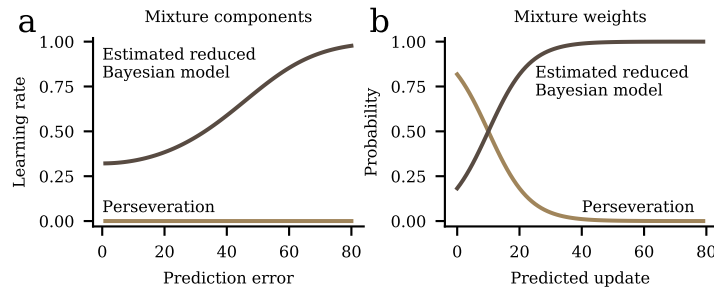 a
Mixture components
1.00
0.75
0.50
0.25
0.00
Learning rate
Estimated reduced
Bayesian model
Perseveration
0
20
40
60
80
Prediction error
b
Mixture weights
1.00
0.75
0.50
0.25
0.00
Probability
Estimated reduced
Bayesian model
Perseveration
0
20
40
60
80
Predicted update